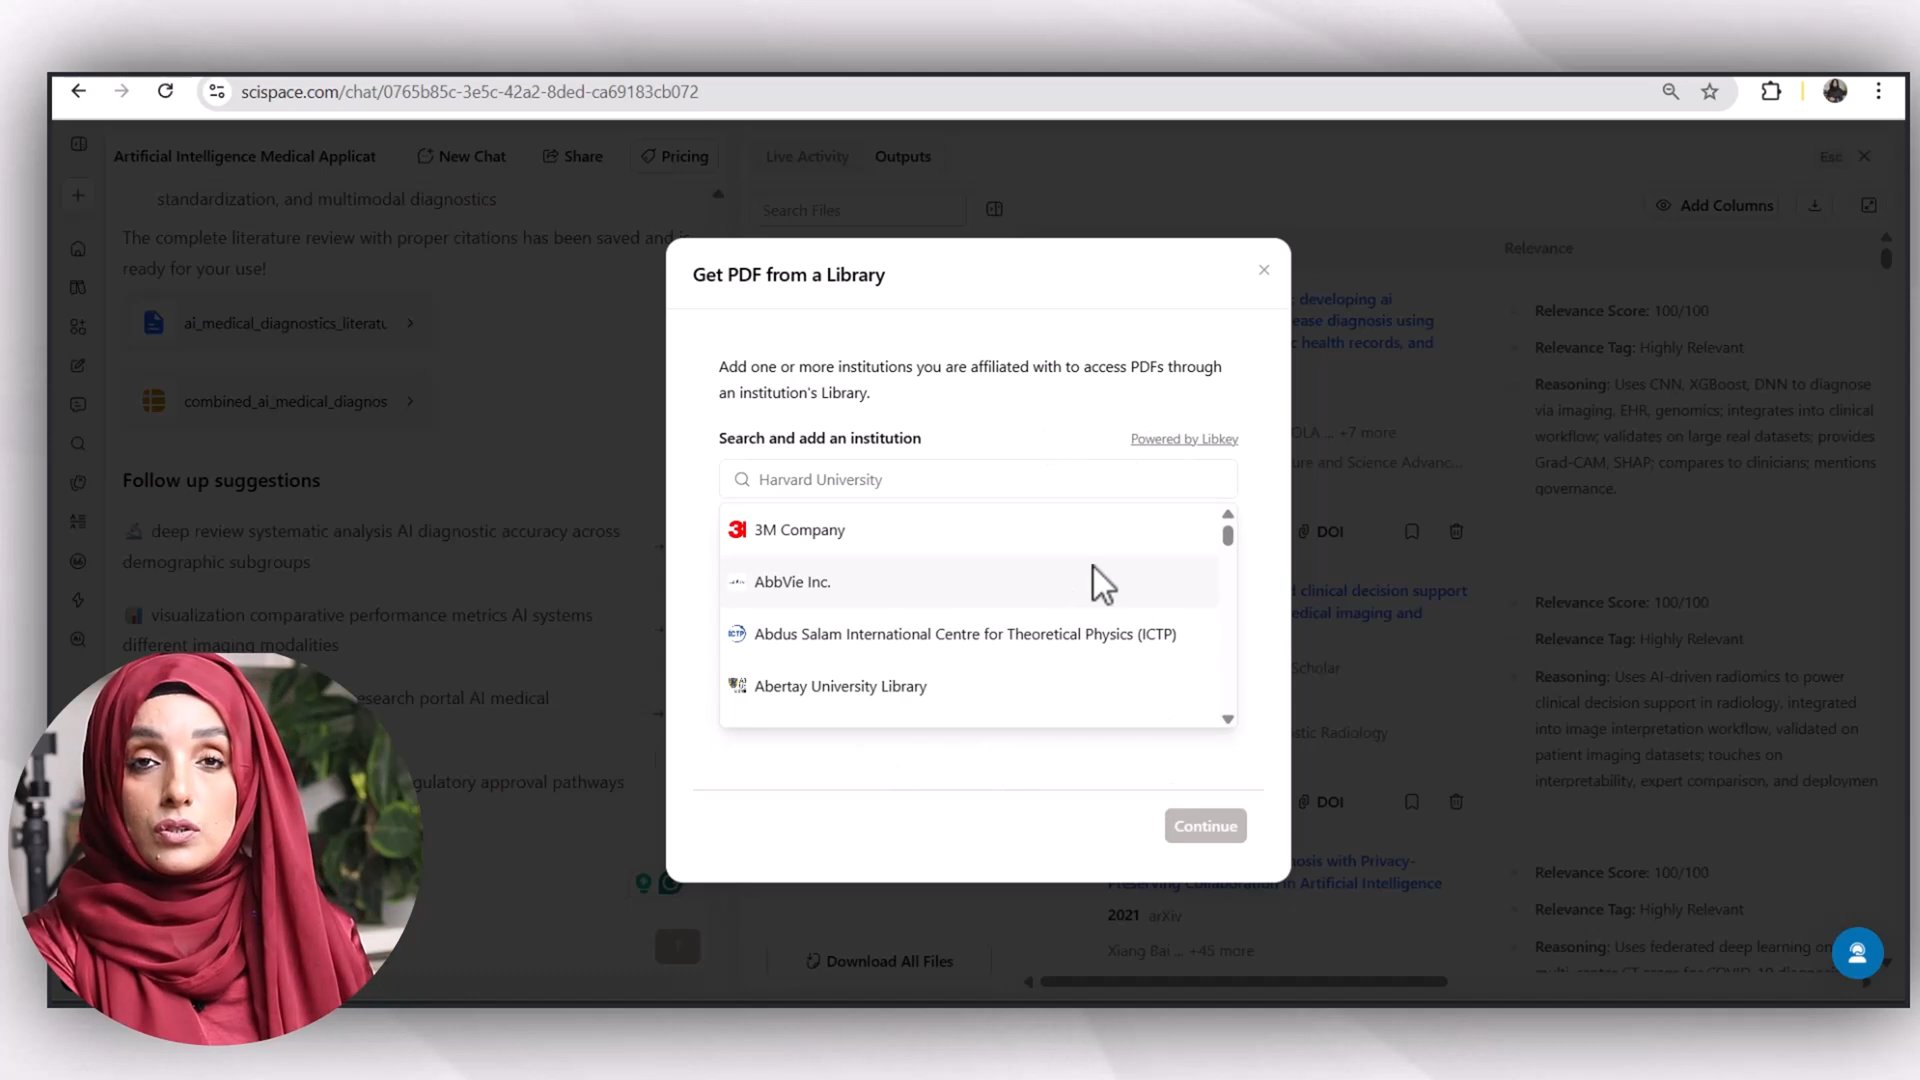 scispace.com/chat/0765b85c-3e5c-42a2-8ded-ca69183cb072
Artificial Intelligence Medical Applicat
New Chat
Share
Pricing
Live Activity
Outputs
Esc
standardization, and multimodal diagnostics
The complete literature review with proper citations has been saved and is
ready for your use!
ai_medical_diagnostics_literatu
combined_ai_medical_diagnos
Follow up suggestions
deep review systematic analysis AI diagnostic accuracy across
demographic subgroups
visualization comparative performance metrics AI systems
different imaging modalities
research portal AI medical
gulatory approval pathways
Search Files
Add Columns
Relevance
Get PDF from a Library
Add one or more institutions you are affiliated with to access PDFs through
an institution's Library.
Search and add an institution
Powered by Libkey
Harvard University
3M Company
AbbVie Inc.
ICTP
Abdus Salam International Centre for Theoretical Physics (ICTP)
Abertay University Library
Continue
: developing ai
ease diagnosis using
c health records, and
OLA ... +7 more
ure and Science Advanc...
DOI
Relevance Score: 100/100
Relevance Tag: Highly Relevant
Reasoning: Uses CNN, XGBoost, DNN to diagnose
via imaging, EHR, genomics; integrates into clinical
workflow; validates on large real datasets; provides
Grad-CAM, SHAP; compares to clinicians; mentions
governance.
d clinical decision support
edical imaging and
Scholar
stic Radiology
DOI
Relevance Score: 100/100
Relevance Tag: Highly Relevant
Reasoning: Uses AI-driven radiomics to power
clinical decision support in radiology, integrated
into image interpretation workflow, validated on
patient imaging datasets; touches on
interpretability, expert comparison, and deploymen
nosis with Privacy-
Preserving Collaboration in Artificial Intelligence
2021 arXiv
Xiang Bai ... +45 more
Relevance Score: 100/100
Relevance Tag: Highly Relevant
Reasoning: Uses federated deep learning on
Download All Files